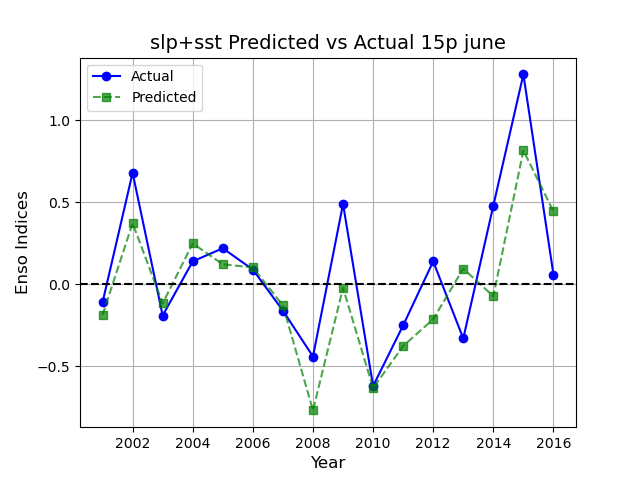 slp+sst Predicted vs Actual 15p june
Actual
Predicted
1.0
0.5
0.0
−0.5
Enso Indices
2002 2004 2006 2008 2010 2012 2014 2016
Year